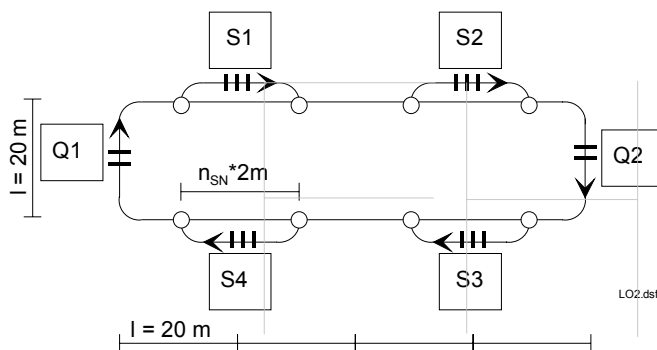 S1
S2
l = 20 m
Q1
Q2
n_SN*2m
S4
S3
LO2.dsf
l = 20 m